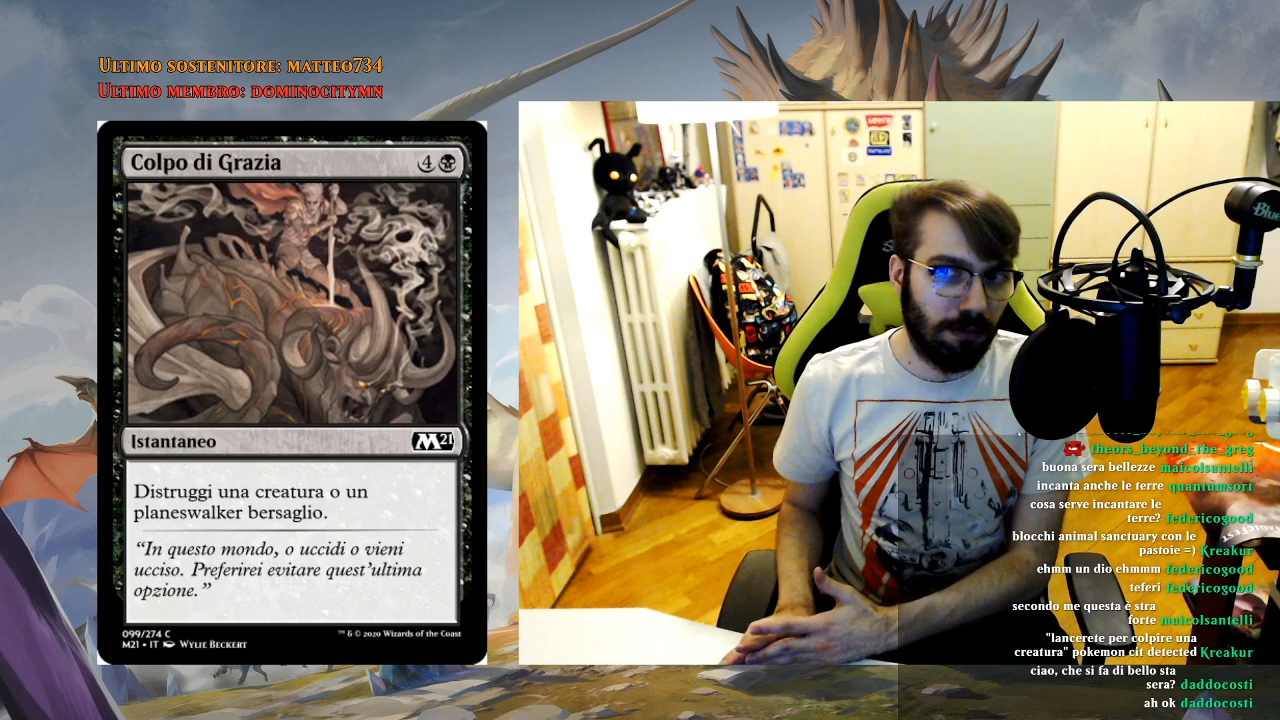 Ultimo sostenitore: matteo734
Ultimo membro: dominocitymn
Colpo di Grazia
4
Istantaneo
M21
Distruggi una creatura o un
planeswalker bersaglio.
“In questo mondo, o uccidi o vieni
ucciso. Preferirei evitare quest’ultima
opzione.”
099/274 C
M21 • IT Wylie Beckert
™ & © 2020 Wizards of the Coast
Blue
theors_beyond_the_greg
buona sera bellezze maicolsantelli
incanta anche le terre quantumsort
cosa serve incantare le
terre? federicogood
blocchi animal sanctuary con le
pastoie =) Kreakur
ehmm un dio ehmmm federicogood
teferi federicogood
secondo me questa è stra
forte maicolsantelli
"lancerete per colpire una
creatura" pokemon cit detected Kreakur
ciao, che si fa di bello sta
sera? daddocosti
ah ok daddocosti